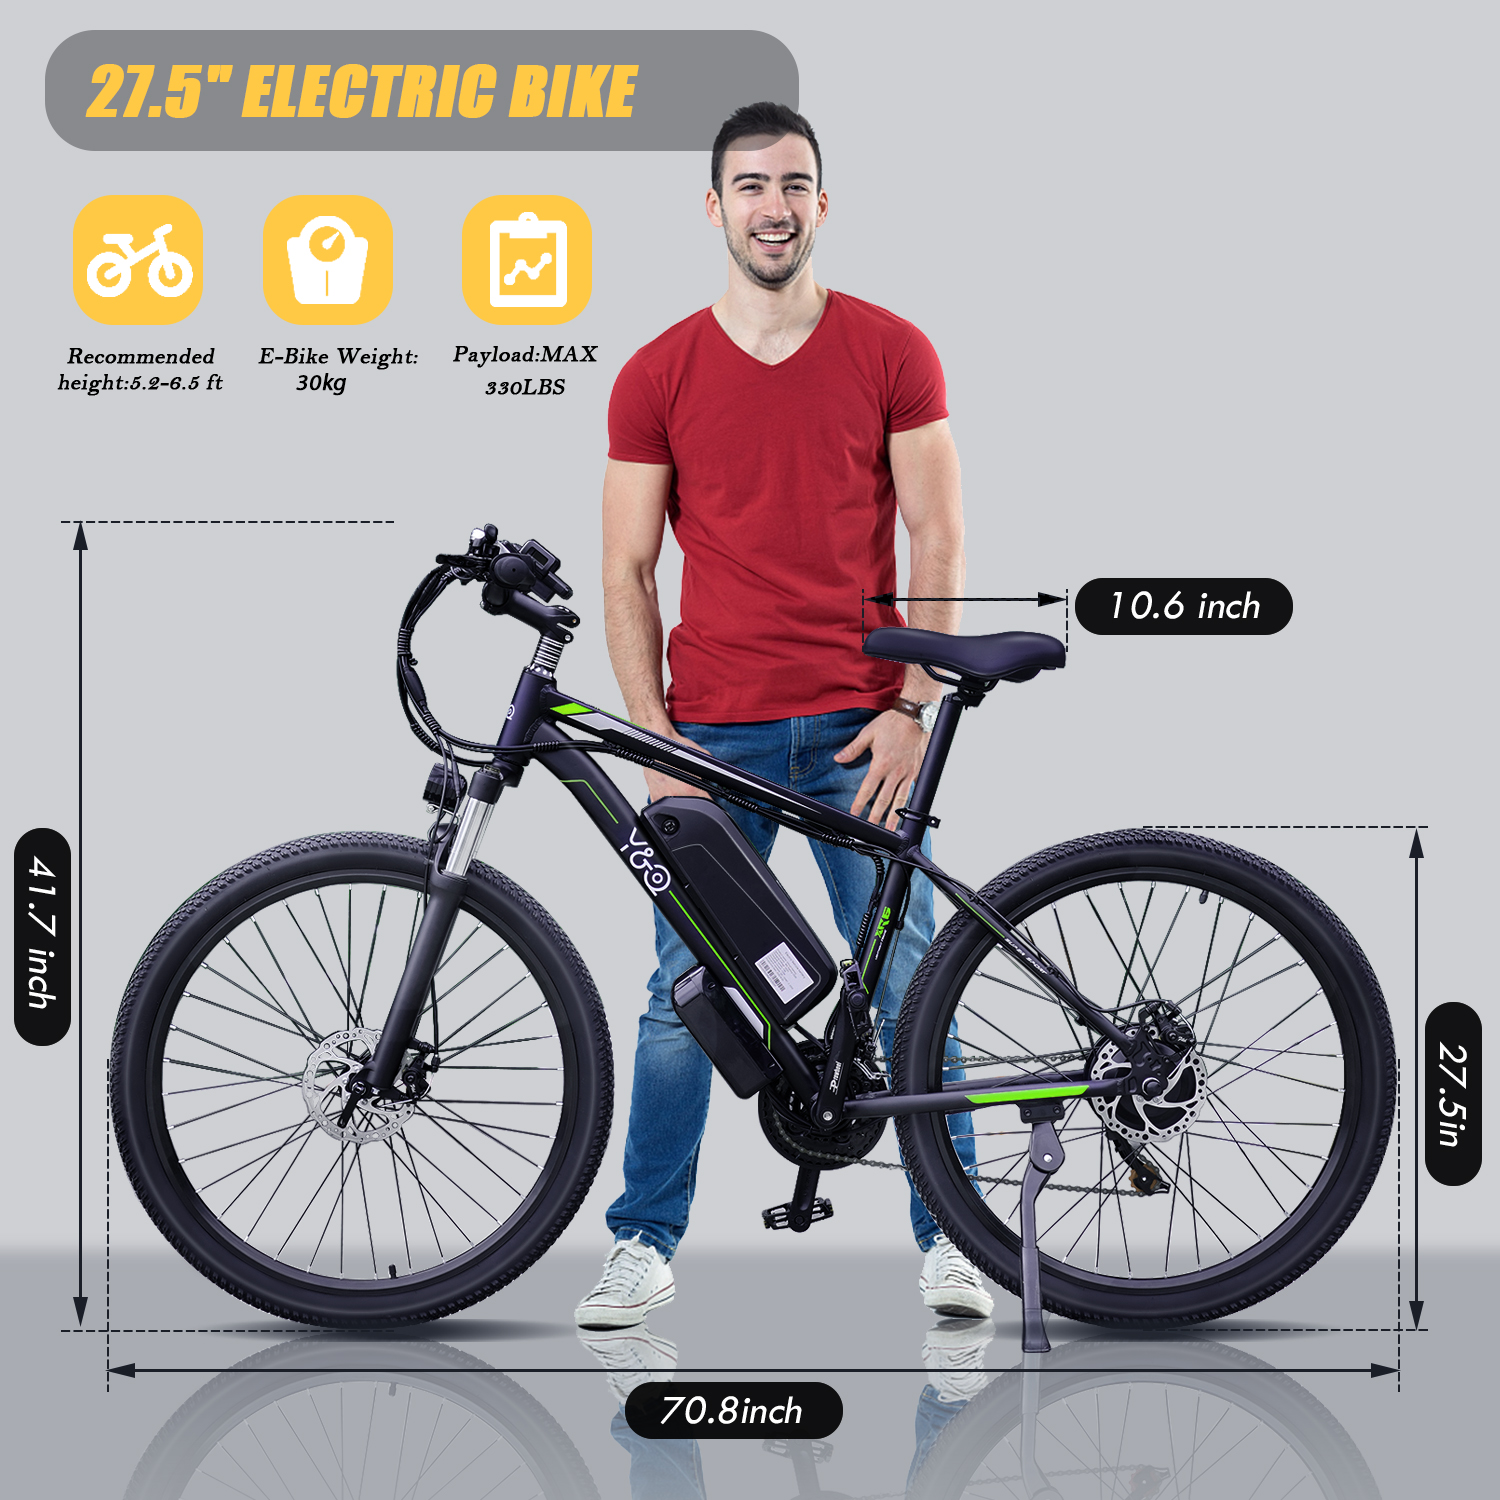 27.5" ELECTRIC BIKE
Recommended
height:5.2-6.5 ft
E-Bike Weight:
30kg
Payload:MAX
330LBS
10.6 inch
41.7 inch
27.5in
70.8inch